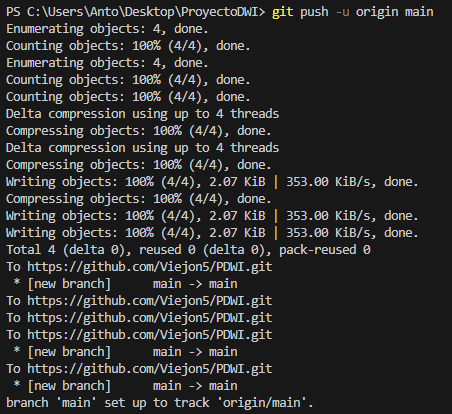 PS C:\Users\Anto\Desktop\ProyectoDWI> git push -u origin main
Enumerating objects: 4, done.
Counting objects: 100% (4/4), done.
Enumerating objects: 4, done.
Counting objects: 100% (4/4), done.
Counting objects: 100% (4/4), done.
Delta compression using up to 4 threads
Compressing objects: 100% (4/4), done.
Delta compression using up to 4 threads
Compressing objects: 100% (4/4), done.
Writing objects: 100% (4/4), 2.07 KiB | 353.00 KiB/s, done.
Compressing objects: 100% (4/4), done.
Writing objects: 100% (4/4), 2.07 KiB | 353.00 KiB/s, done.
Writing objects: 100% (4/4), 2.07 KiB | 353.00 KiB/s, done.
Total 4 (delta 0), reused 0 (delta 0), pack-reused 0
To https://github.com/Viejon5/PDWI.git
 * [new branch]      main -> main
To https://github.com/Viejon5/PDWI.git
To https://github.com/Viejon5/PDWI.git
To https://github.com/Viejon5/PDWI.git
 * [new branch]      main -> main
To https://github.com/Viejon5/PDWI.git
 * [new branch]      main -> main
branch 'main' set up to track 'origin/main'.